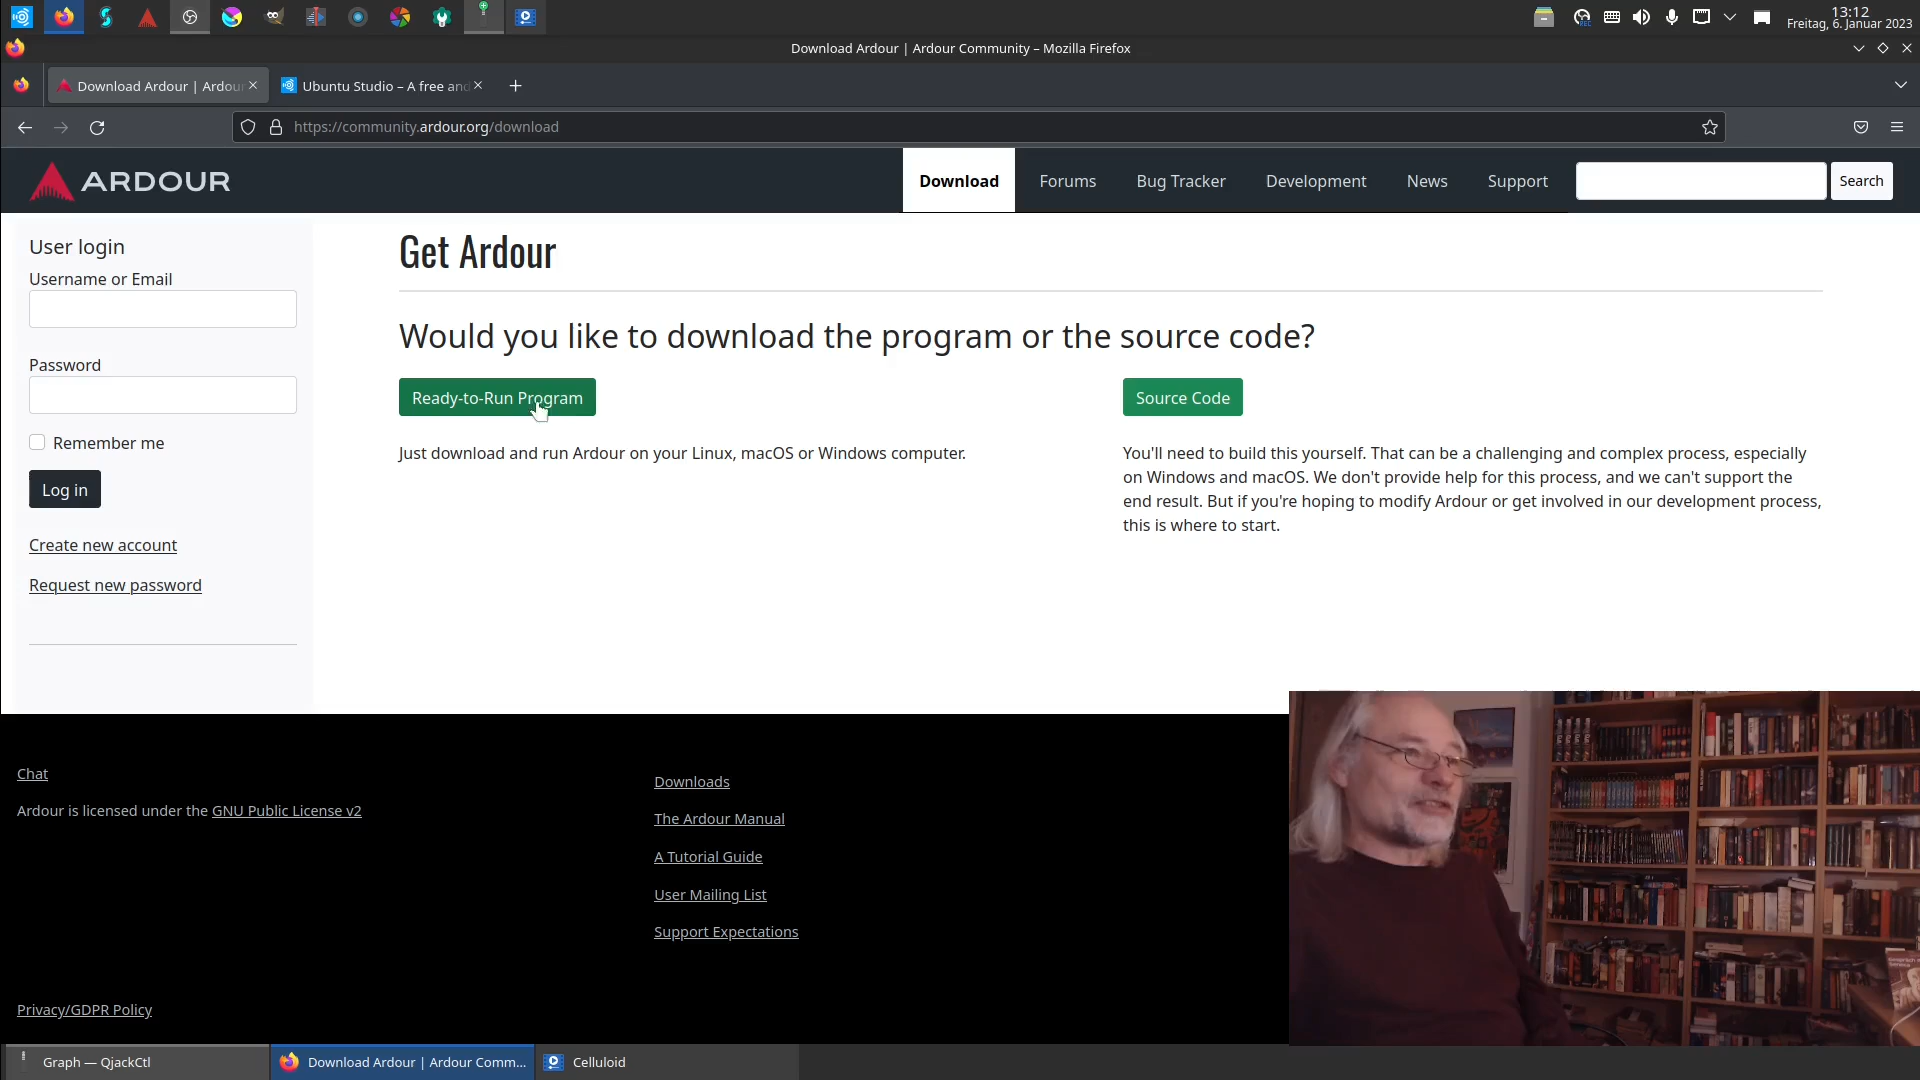 13:12
Freitag, 6. Januar 2023
Download Ardour | Ardour Community – Mozilla Firefox
Download Ardour | Ardour
Ubuntu Studio – A free and
https://community.ardour.org/download
ARDOUR
Download
Forums
Bug Tracker
Development
News
Support
Search
User login
Username or Email
Password
Remember me
Log in
Create new account
Request new password
Get Ardour
Would you like to download the program or the source code?
Ready-to-Run Program
Just download and run Ardour on your Linux, macOS or Windows computer.
Source Code
You'll need to build this yourself. That can be a challenging and complex process, especially
on Windows and macOS. We don't provide help for this process, and we can't support the
end result. But if you're hoping to modify Ardour or get involved in our development process,
this is where to start.
Chat
Ardour is licensed under the GNU Public License v2
Downloads
The Ardour Manual
A Tutorial Guide
User Mailing List
Support Expectations
Privacy/GDPR Policy
Graph — QjackCtl
Download Ardour | Ardour Comm...
Celluloid